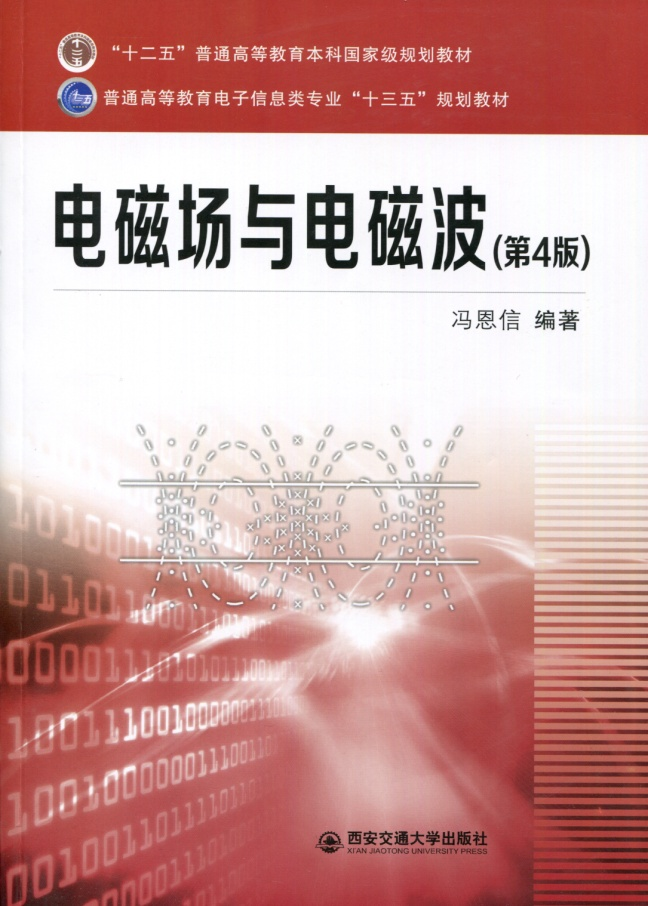 “十二五”普通高等教育本科国家级规划教材
普通高等教育电子信息类专业“十三五”规划教材
电磁场与电磁波(第4版)
冯恩信 编著
西安交通大学出版社
XI'AN JIAOTONG UNIVERSITY PRESS